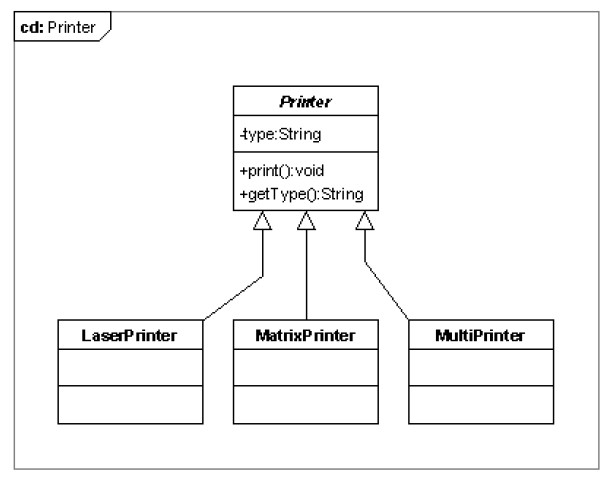 cd: Printer
Printer
-type:String
+print():void
+getType():String
LaserPrinter
MatrixPrinter
MultiPrinter